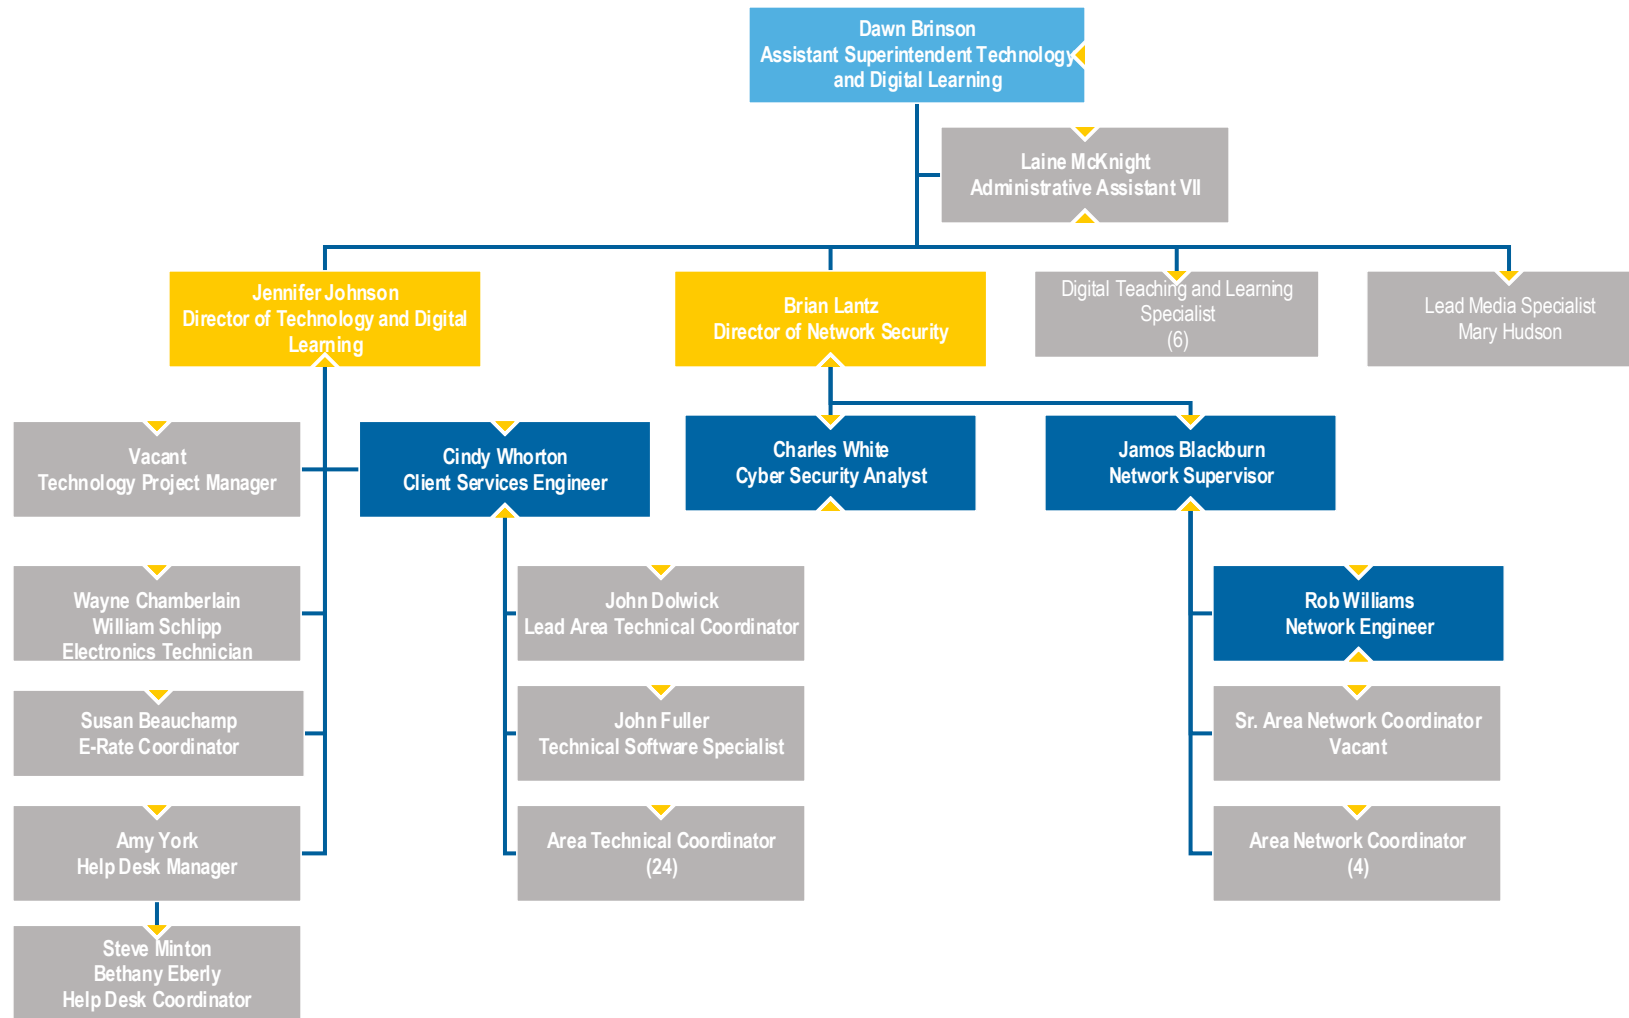 Dawn Brinson
Assistant Superintendent Technology
and Digital Learning
Laine McKnight
Administrative Assistant VII
Jennifer Johnson
Director of Technology and Digital
Learning
Brian Lantz
Director of Network Security
Digital Teaching and Learning
Specialist
(6)
Lead Media Specialist
Mary Hudson
Vacant
Technology Project Manager
Cindy Whorton
Client Services Engineer
Charles White
Cyber Security Analyst
Jamos Blackburn
Network Supervisor
Wayne Chamberlain
William Schlipp
Electronics Technician
John Dolwick
Lead Area Technical Coordinator
Rob Williams
Network Engineer
Susan Beauchamp
E-Rate Coordinator
John Fuller
Technical Software Specialist
Sr. Area Network Coordinator
Vacant
Amy York
Help Desk Manager
Area Technical Coordinator
(24)
Area Network Coordinator
(4)
Steve Minton
Bethany Eberly
Help Desk Coordinator